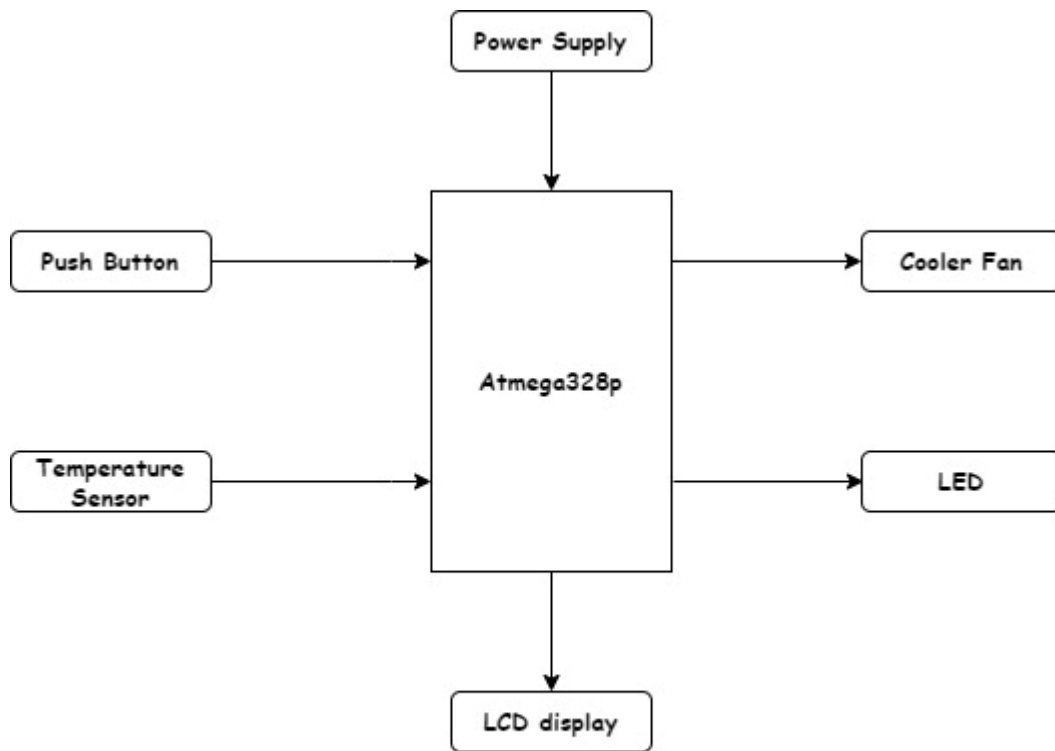 Power Supply
Push Button
Cooler Fan
Atmega328p
Temperature
Sensor
LED
LCD display